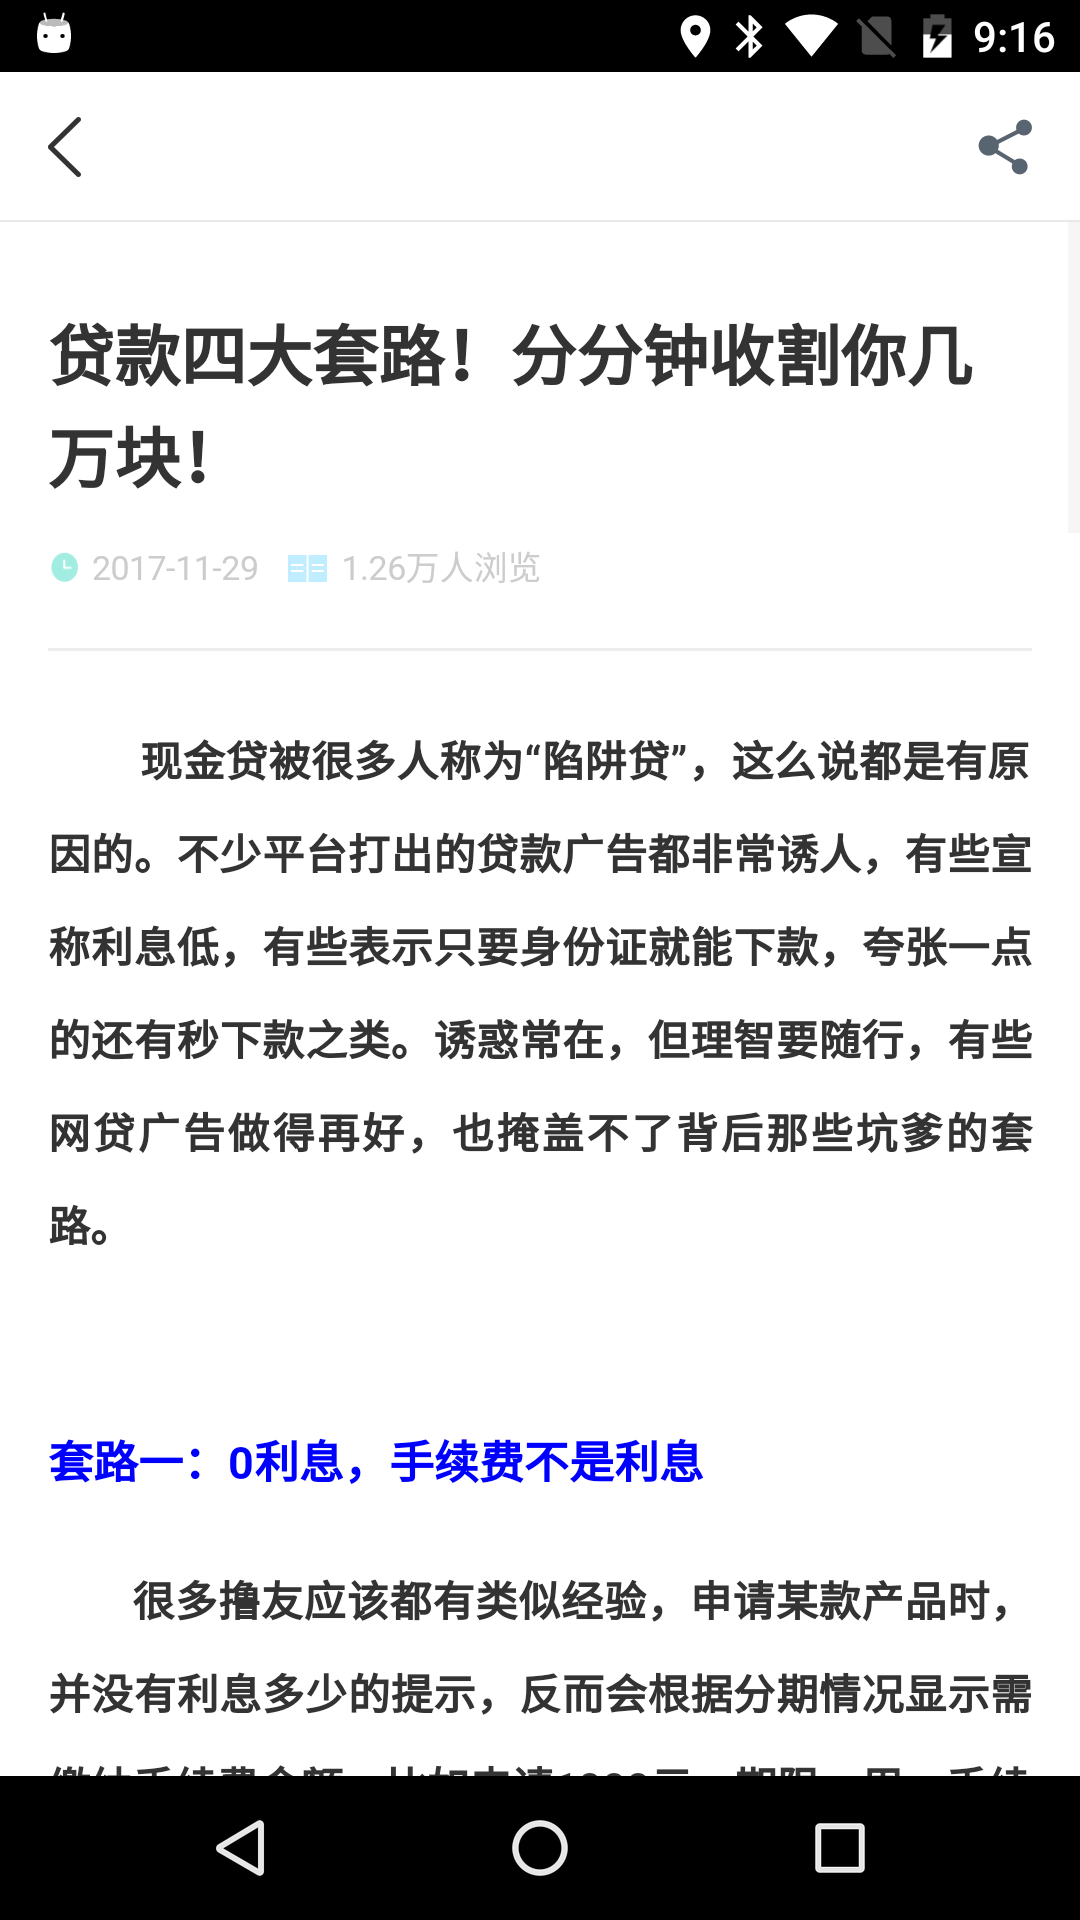 9:16
贷款四大套路！分分钟收割你几
万块！
2017-11-29 1.26万人浏览
现金贷被很多人称为“陷阱贷”，这么说都是有原
因的。不少平台打出的贷款广告都非常诱人，有些宣
称利息低，有些表示只要身份证就能下款，夸张一点
的还有秒下款之类。诱惑常在，但理智要随行，有些
网贷广告做得再好，也掩盖不了背后那些坑爹的套
路。
套路一：0利息，手续费不是利息
很多撸友应该都有类似经验，申请某款产品时，
并没有利息多少的提示，反而会根据分期情况显示需